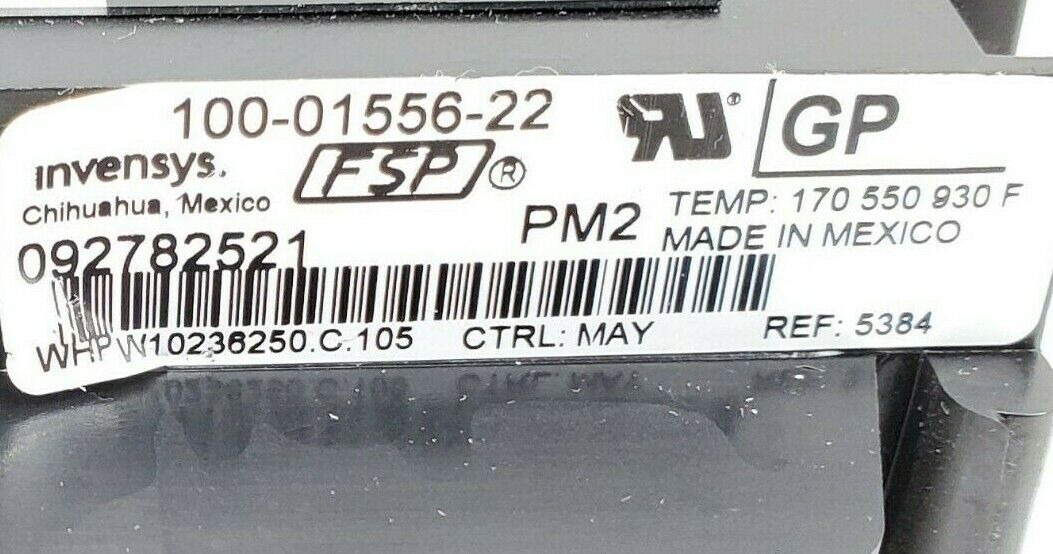 100-01556-22
invensys.
Chihuahua, Mexico
FSP®
® GP
092782521
PM2
TEMP: 170 550 930 F
MADE IN MEXICO
WHPW10236250.C.105 CTRL: MAY REF: 5384